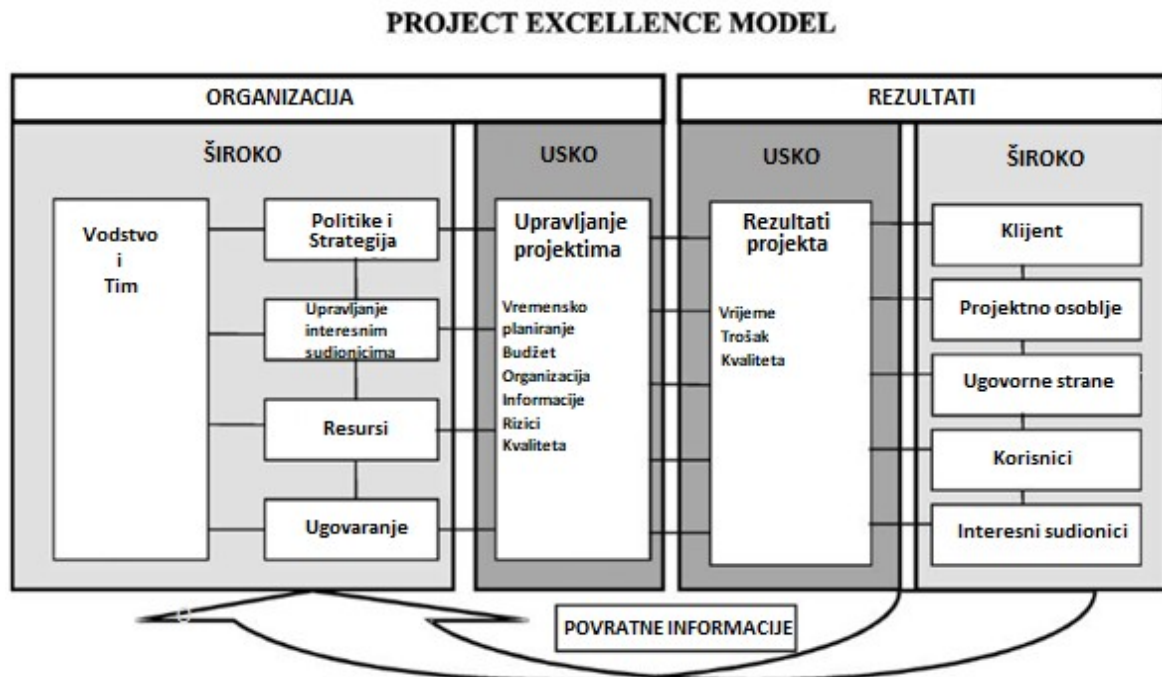 PROJECT EXCELLENCE MODEL
ORGANIZACIJA
REZULTATI
ŠIROKO
USKO
USKO
ŠIROKO
Vodstvo
i
Tim
Politike i
Strategija
Upravljanje
interesnim
sudionicima
Resursi
Ugovaranje
Upravljanje
projektima
Vremensko
planiranje
Budžet
Organizacija
Informacije
Rizici
Kvaliteta
Rezultati
projekta
Vrijeme
Trošak
Kvaliteta
Klijent
Projektno osoblje
Ugovorne strane
Korisnici
Interesni sudionici
POVRATNE INFORMACIJE